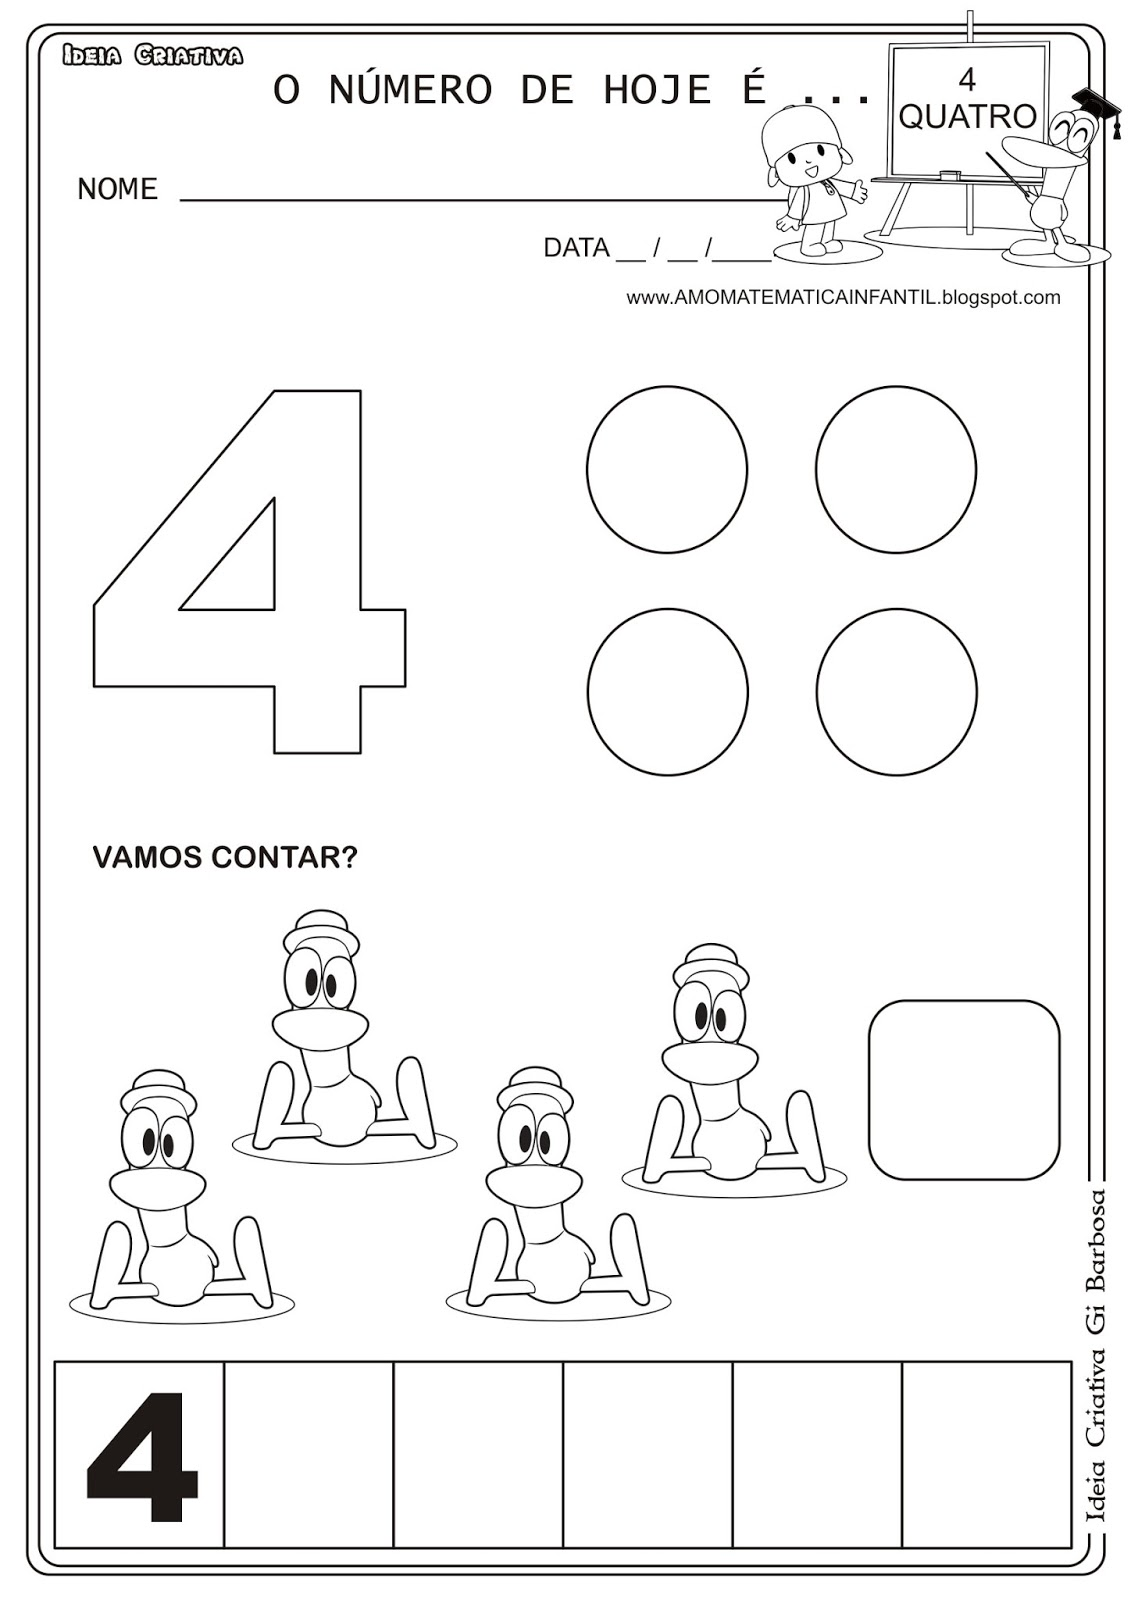 IDEIA CRIATIVA
O NÚMERO DE HOJE É ...
4
QUATRO
NOME ____________________
DATA __ / __ /____
www.AMOMATEMATICAINFANTIL.blogspot.com
4
VAMOS CONTAR?
4
Ideia Criativa Gi Barbosa